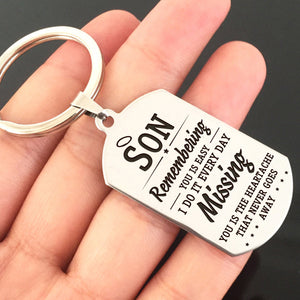 SON
Remembering
YOU IS EASY
I DO IT EVERY DAY
Missing
YOU IS THE HEARTACHE
THAT NEVER GOES
AWAY